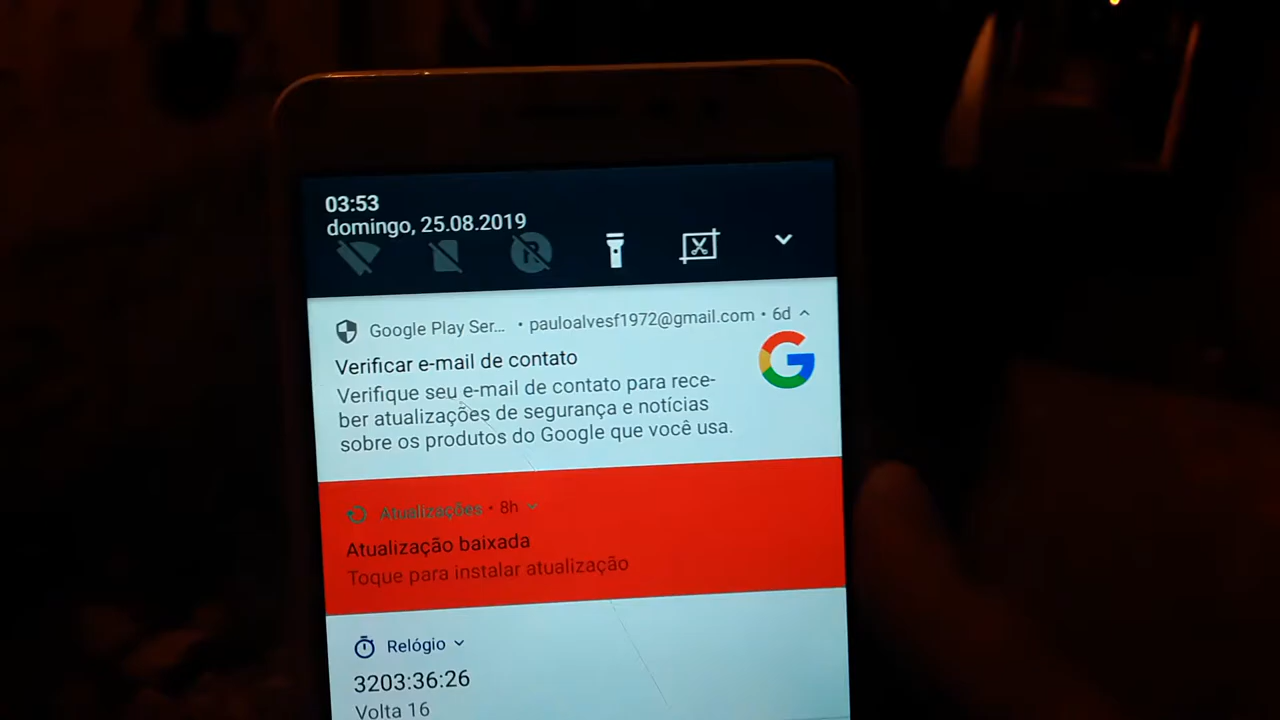 03:53
domingo, 25.08.2019
Google Play Ser... • pauloalvesf1972@gmail.com • 6d
Verificar e-mail de contato
Verifique seu e-mail de contato para rece-
ber atualizações de segurança e notícias
sobre os produtos do Google que você usa.
Atualizações • 8h
Atualização baixada
Toque para instalar atualização
Relógio
3203:36:26
Volta 16